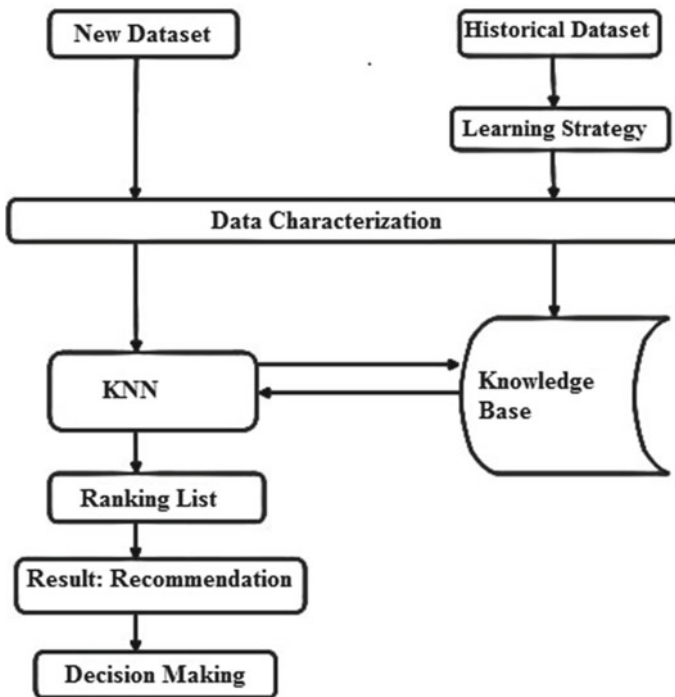 New Dataset
Historical Dataset
Learning Strategy
Data Characterization
KNN
Knowledge
Base
Ranking List
Result: Recommendation
Decision Making